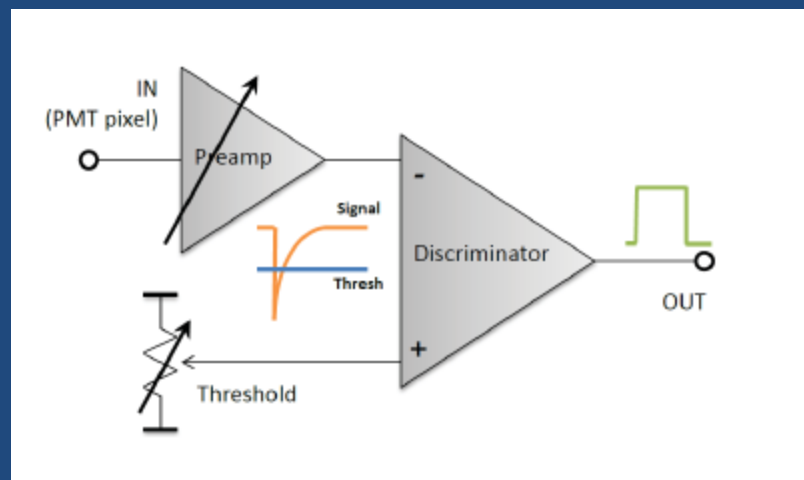 IN
(PMT pixel)
Preamp
-
Signal
Discriminator
Thresh
OUT
+
Threshold